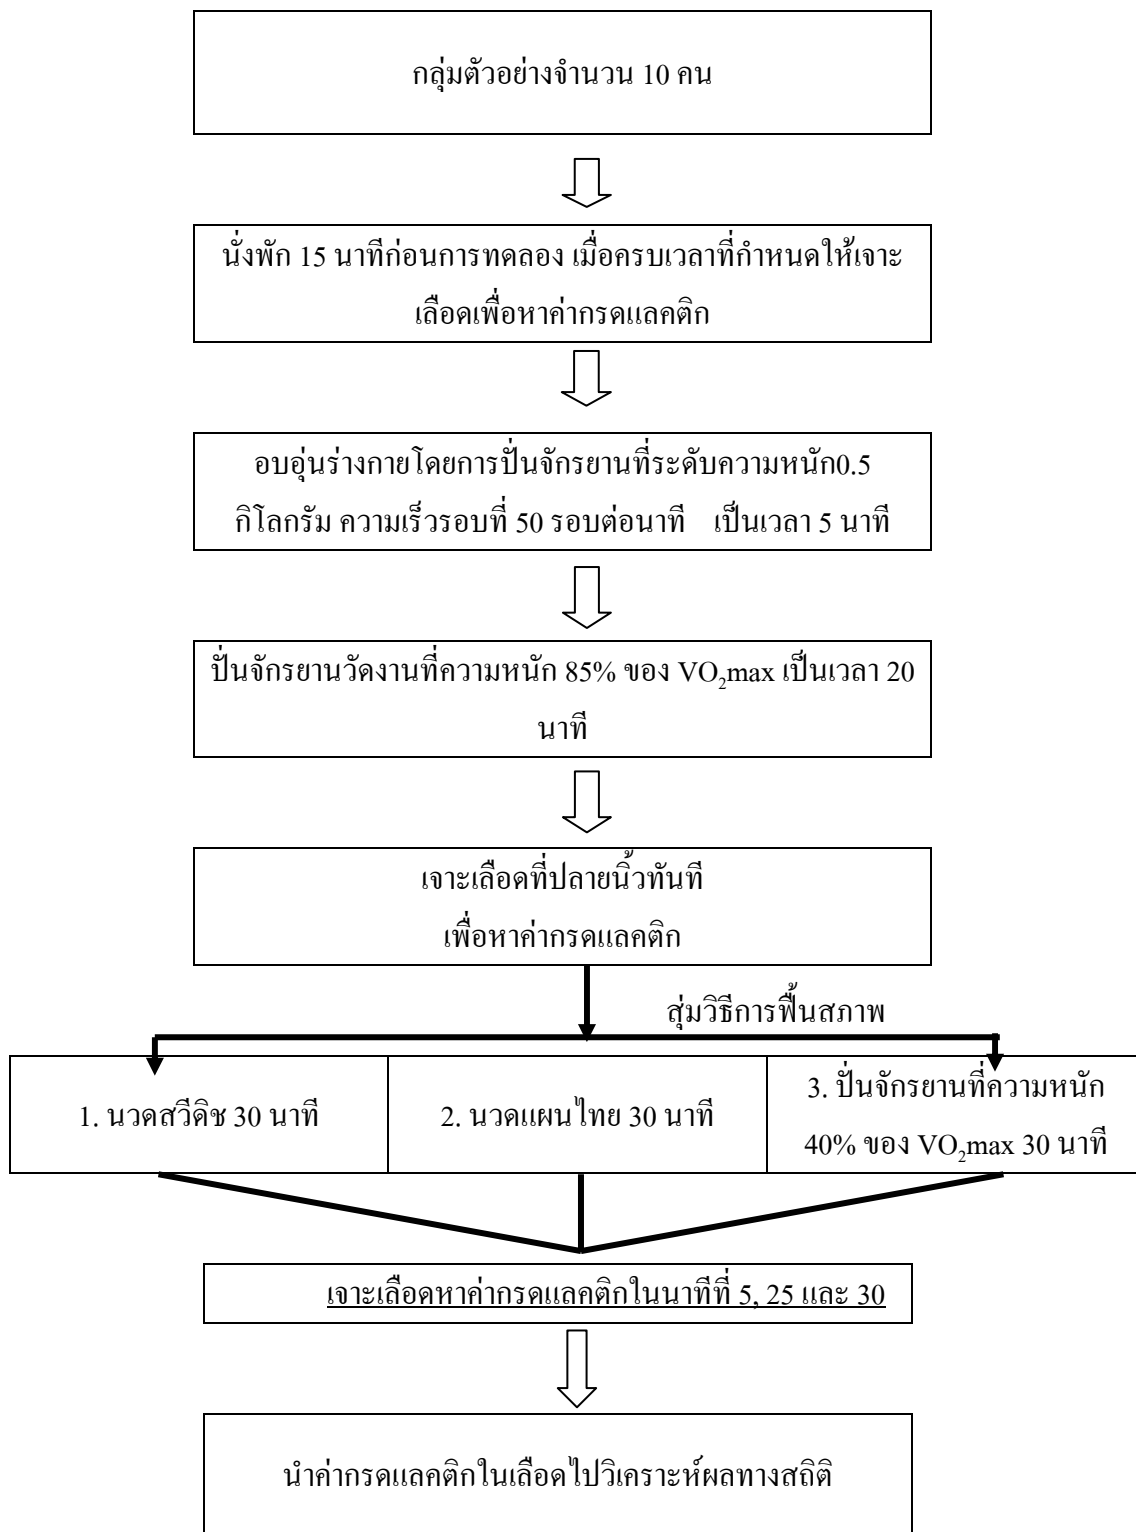 กลุ่มตัวอย่างจำนวน 10 คน
นั่งพัก 15 นาทีก่อนการทดลอง เมื่อครบเวลาที่กำหนดให้เจาะ
เลือดเพื่อหาค่ากรดแลคติก
อบอุ่นร่างกายโดยการปั่นจักรยานที่ระดับความหนัก0.5
กิโลกรัม ความเร็วรอบที่ 50 รอบต่อนาที เป็นเวลา 5 นาที
ปั่นจักรยานวัดงานที่ความหนัก 85% ของ VO₂max เป็นเวลา 20
นาที
เจาะเลือดที่ปลายนิ้วทันที
เพื่อหาค่ากรดแลคติก
สุ่มวิธีการฟื้นสภาพ
1. นวดสวีดิช 30 นาที
2. นวดแผนไทย 30 นาที
3. ปั่นจักรยานที่ความหนัก
40% ของ VO₂max 30 นาที
เจาะเลือดหาค่ากรดแลคติกในนาทีที่ 5, 25 และ 30
นำค่ากรดแลคติกในเลือดไปวิเคราะห์ผลทางสถิติ